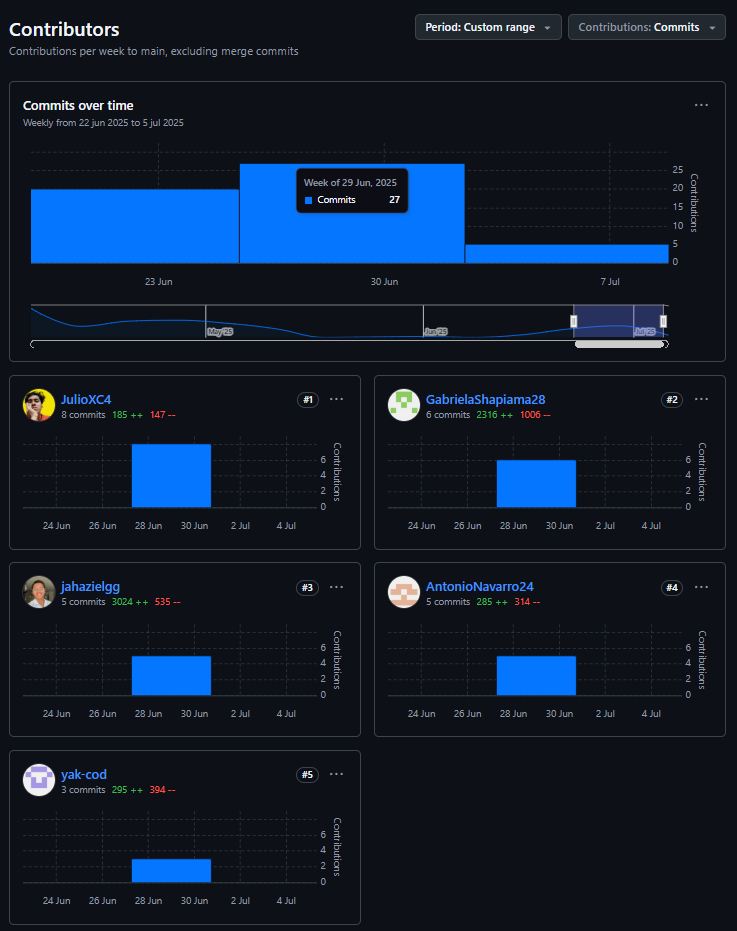 Contributors
Period: Custom range
Contributions: Commits
Contributions per week to main, excluding merge commits
Commits over time
Weekly from 22 jun 2025 to 5 jul 2025
Week of 29 Jun, 2025
Commits 27
25
20
15
10
5
0
Contributions
23 Jun 30 Jun 7 Jul
May '25 Jun '25 Jul '25
JulioXC4 #1
8 commits 185 ++ 147 --
6
4
2
0
Contributions
24 Jun 26 Jun 28 Jun 30 Jun 2 Jul 4 Jul
GabrielaShapiama28 #2
6 commits 2316 ++ 1006 --
6
4
2
0
Contributions
24 Jun 26 Jun 28 Jun 30 Jun 2 Jul 4 Jul
jahazielgg #3
5 commits 3024 ++ 535 --
6
4
2
0
Contributions
24 Jun 26 Jun 28 Jun 30 Jun 2 Jul 4 Jul
AntonioNavarro24 #4
5 commits 285 ++ 314 --
6
4
2
0
Contributions
24 Jun 26 Jun 28 Jun 30 Jun 2 Jul 4 Jul
yak-cod #5
3 commits 295 ++ 394 --
6
4
2
0
Contributions
24 Jun 26 Jun 28 Jun 30 Jun 2 Jul 4 Jul